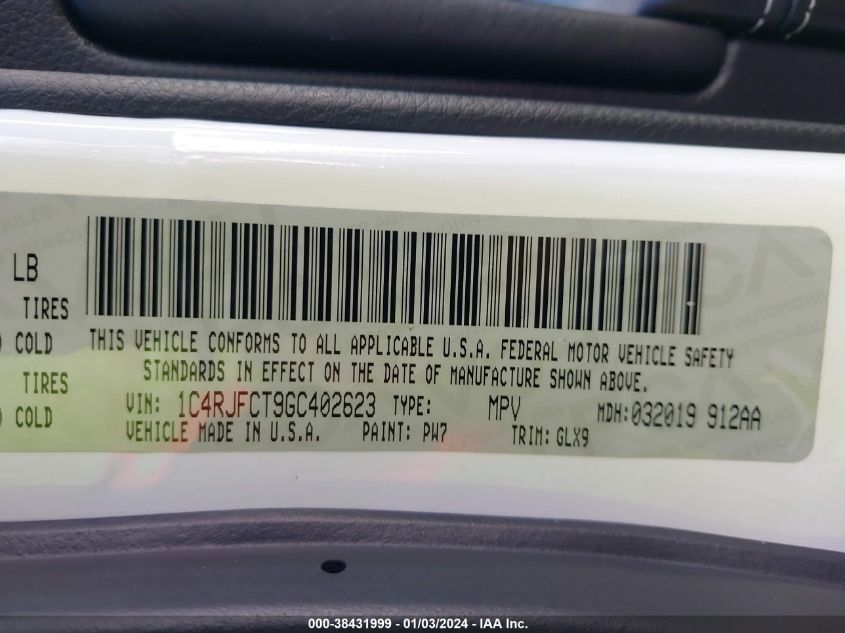 LB
TIRES
COLD
TIRES
COLD
THIS VEHICLE CONFORMS TO ALL APPLICABLE U.S.A. FEDERAL MOTOR VEHICLE SAFETY
STANDARDS IN EFFECT ON THE DATE OF MANUFACTURE SHOWN ABOVE.
VIN: 1C4RJFCT9GC402623 TYPE: MPV MDH:032019 912AA
VEHICLE MADE IN U.S.A. PAINT: PW7 TRIM: GLX9
000-38431999 - 01/03/2024 - IAA Inc.